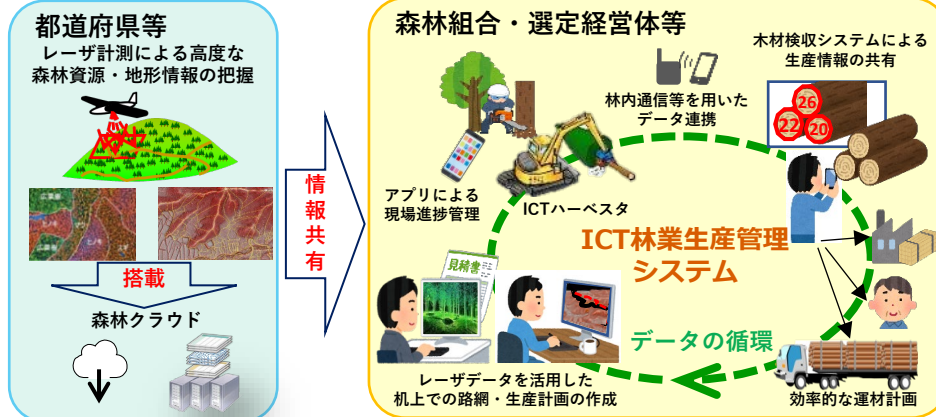 都道府県等
レーザ計測による高度な
森林資源・地形情報の把握
搭載
森林クラウド
情報共有
森林組合・選定経営体等
木材検収システムによる
生産情報の共有
26
22
20
林内通信等を用いた
データ連携
アプリによる
現場進捗管理
ICTハーベスタ
ICT林業生産管理
システム
見積書
データの循環
レーザデータを活用した
机上での路網・生産計画の作成
効率的な運材計画